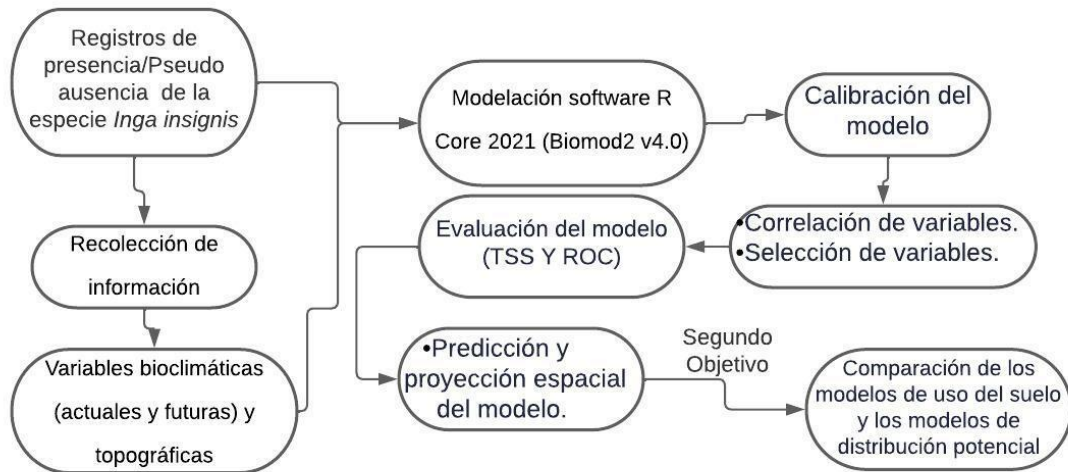 Registros de
presencia/Pseudo
ausencia de la
especie Inga insignis
Recolección de
información
Variables bioclimáticas
(actuales y futuras) y
topográficas
Modelación software R
Core 2021 (Biomod2 v4.0)
Calibración del
modelo
•Correlación de variables.
•Selección de variables.
Evaluación del modelo
(TSS Y ROC)
•Predicción y
proyección espacial
del modelo.
Segundo
Objetivo
Comparación de los
modelos de uso del suelo
y los modelos de
distribución potencial